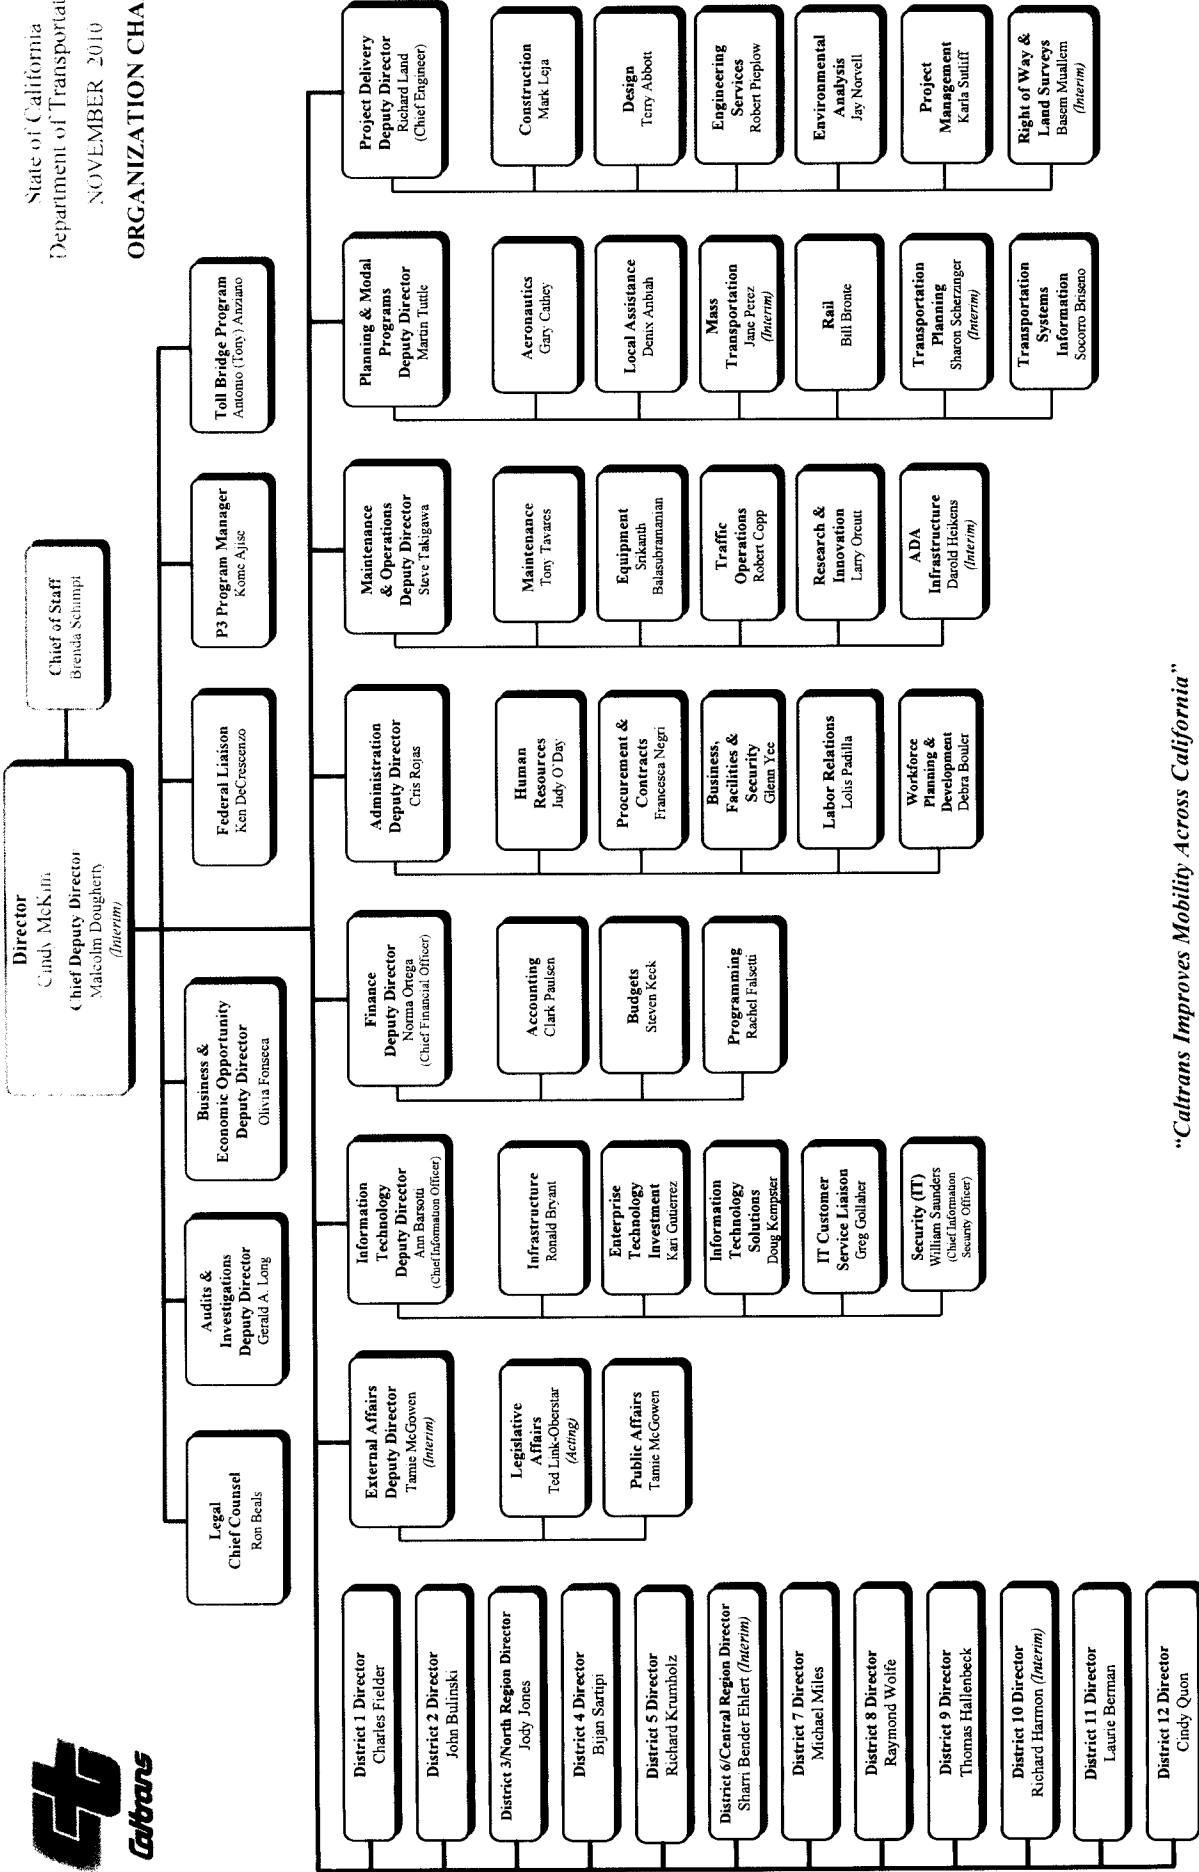 Caltrans
State of California
Department of Transportat
NOVEMBER 2010
ORGANIZATION CHA
Director
Cindy McKim
Chief Deputy Director
Malcolm Dougherty
(Interim)
Chief of Staff
Brenda Schimpf
Legal
Chief Counsel
Ron Beals
Audits &
Investigations
Deputy Director
Gerald A. Long
Business &
Economic Opportunity
Deputy Director
Olivia Fonseca
Federal Liaison
Ken DeCrescenzo
P3 Program Manager
Kome Ajise
Toll Bridge Program
Antonio (Tony) Anziano
District 1 Director
Charles Fielder
District 2 Director
John Bulinski
District 3/North Region Director
Jody Jones
District 4 Director
Bijan Sartipi
District 5 Director
Richard Krumholz
District 6/Central Region Director
Sharri Bender Ehlert (Interim)
District 7 Director
Michael Miles
District 8 Director
Raymond Wolfe
District 9 Director
Thomas Hallenbeck
District 10 Director
Richard Harmon (Interim)
District 11 Director
Laurie Berman
District 12 Director
Cindy Quon
External Affairs
Deputy Director
Tamie McGowen
(Interim)
Legislative
Affairs
Ted Link-Oberstar
(Acting)
Public Affairs
Tamie McGowen
Information
Technology
Deputy Director
Ann Barsotti
(Chief Information Officer)
Infrastructure
Ronald Bryant
Enterprise
Technology
Investment
Kari Gutierrez
Information
Technology
Solutions
Doug Kempster
IT Customer
Service Liaison
Greg Gollaher
Security (IT)
William Saunders
(Chief Information
Security Officer)
Finance
Deputy Director
Norma Ortega
(Chief Financial Officer)
Accounting
Clark Paulsen
Budgets
Steven Keck
Programming
Rachel Falsetti
Administration
Deputy Director
Cris Rojas
Human
Resources
Judy O'Day
Procurement &
Contracts
Francesca Negri
Business,
Facilities &
Security
Glenn Yee
Labor Relations
Lolis Padilla
Workforce
Planning &
Development
Debra Bouler
Maintenance
& Operations
Deputy Director
Steve Takigawa
Maintenance
Tony Tavares
Equipment
Srikanth
Balasubramanian
Traffic
Operations
Robert Copp
Research &
Innovation
Larry Orcutt
ADA
Infrastructure
Darold Heikens
(Interim)
Planning & Modal
Programs
Deputy Director
Martin Tuttle
Aeronautics
Gary Cathey
Local Assistance
Denix Anbiah
Mass
Transportation
Jane Perez
(Interim)
Rail
Bill Bronte
Transportation
Planning
Sharon Scherzinger
(Interim)
Transportation
Systems
Information
Socorro Briseno
Project Delivery
Deputy Director
Richard Land
(Chief Engineer)
Construction
Mark Leja
Design
Terry Abbott
Engineering
Services
Robert Pieplow
Environmental
Analysis
Jay Norvell
Project
Management
Karla Sutliff
Right of Way &
Land Surveys
Basem Muallem
(Interim)
"Caltrans Improves Mobility Across California"